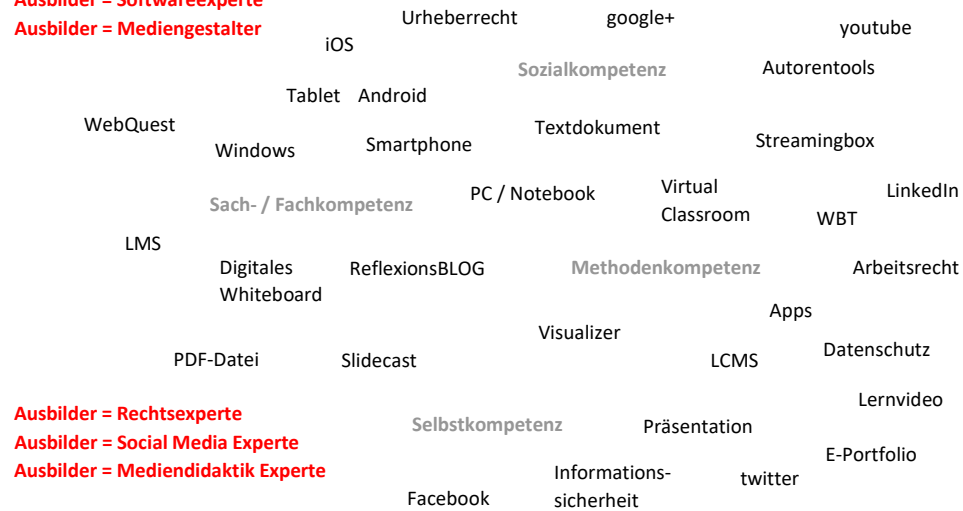 Ausbilder = Softwareexperte
Ausbilder = Mediengestalter
Urheberrecht
google+
youtube
iOS
Sozialkompetenz
Autorentools
Tablet
Android
WebQuest
Textdokument
Windows
Smartphone
Streamingbox
PC / Notebook
Virtual
Classroom
LinkedIn
Sach- / Fachkompetenz
WBT
LMS
Digitales
Whiteboard
ReflexionsBLOG
Methodenkompetenz
Arbeitsrecht
Apps
Visualizer
PDF-Datei
Slidecast
LCMS
Datenschutz
Lernvideo
Ausbilder = Rechtsexperte
Ausbilder = Social Media Experte
Ausbilder = Mediendidaktik Experte
Selbstkompetenz
Präsentation
E-Portfolio
Informations-
sicherheit
twitter
Facebook